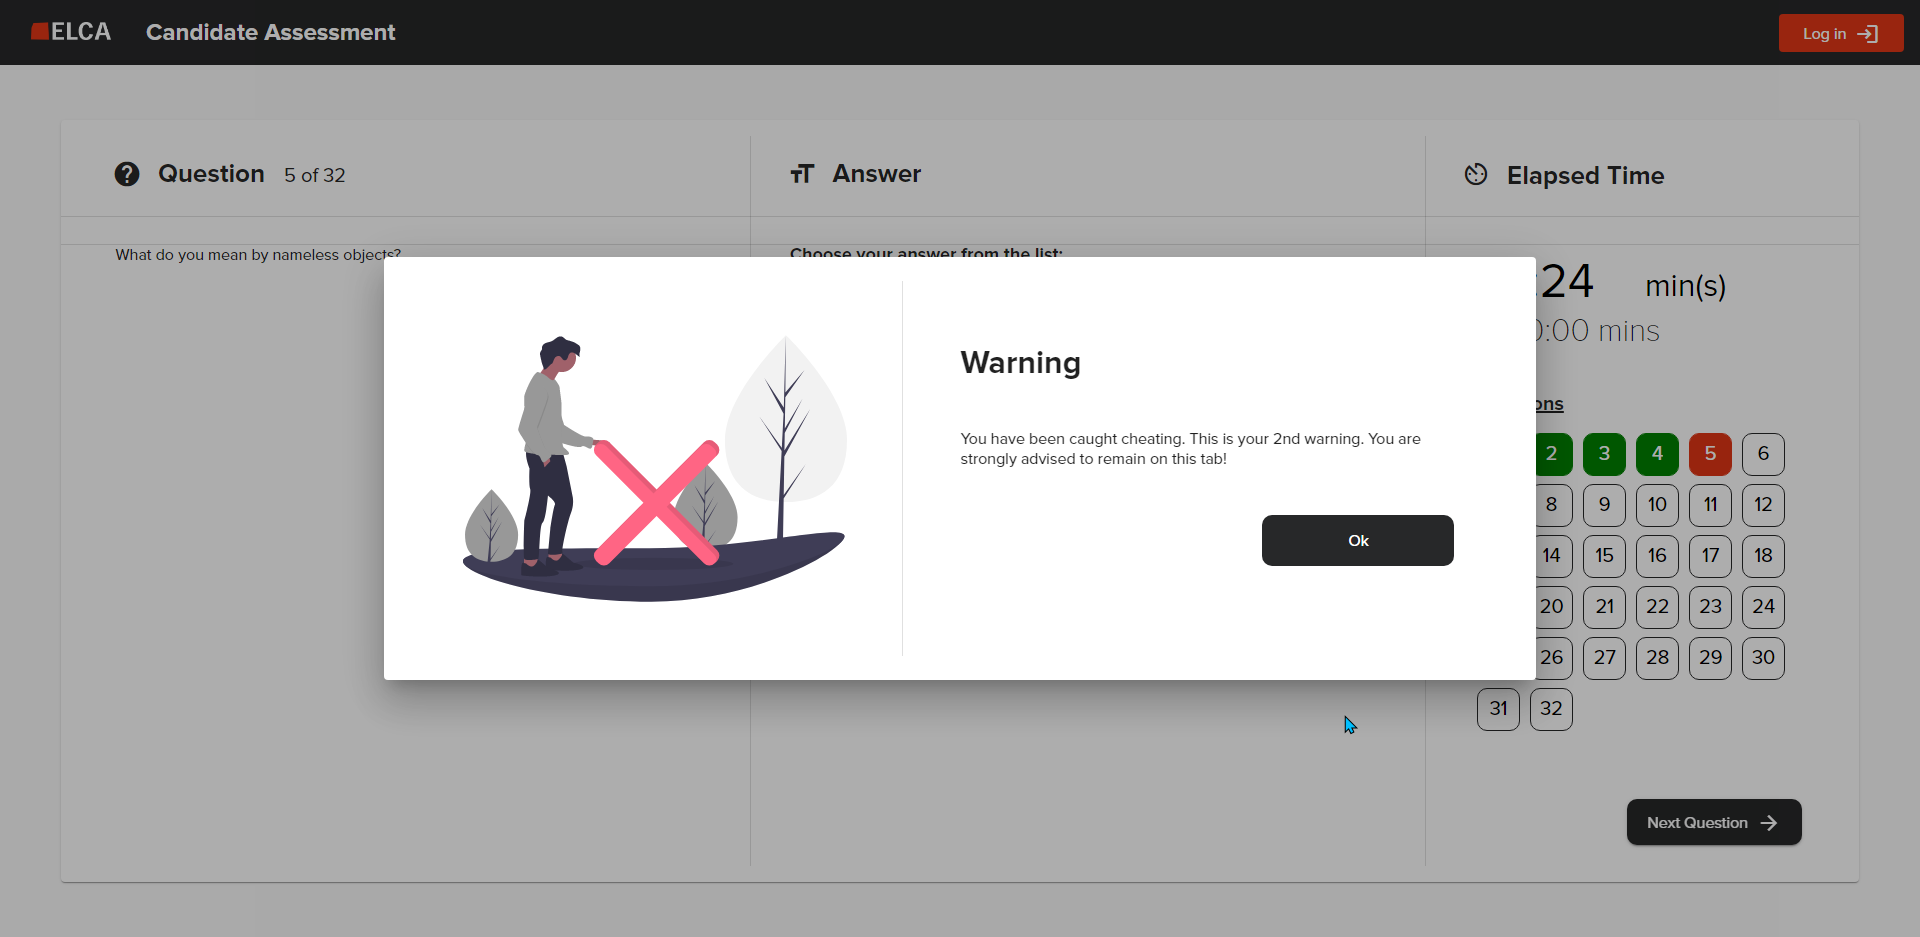 ELCA
Candidate Assessment
Log in
Question 5 of 32
Answer
Elapsed Time
What do you mean by nameless objects?
Choose your answer from the list:
:24 min(s)
:00 mins
Warning
You have been caught cheating. This is your 2nd warning. You are
strongly advised to remain on this tab!
Ok
2 3 4 5 6
8 9 10 11 12
14 15 16 17 18
20 21 22 23 24
26 27 28 29 30
31 32
Next Question